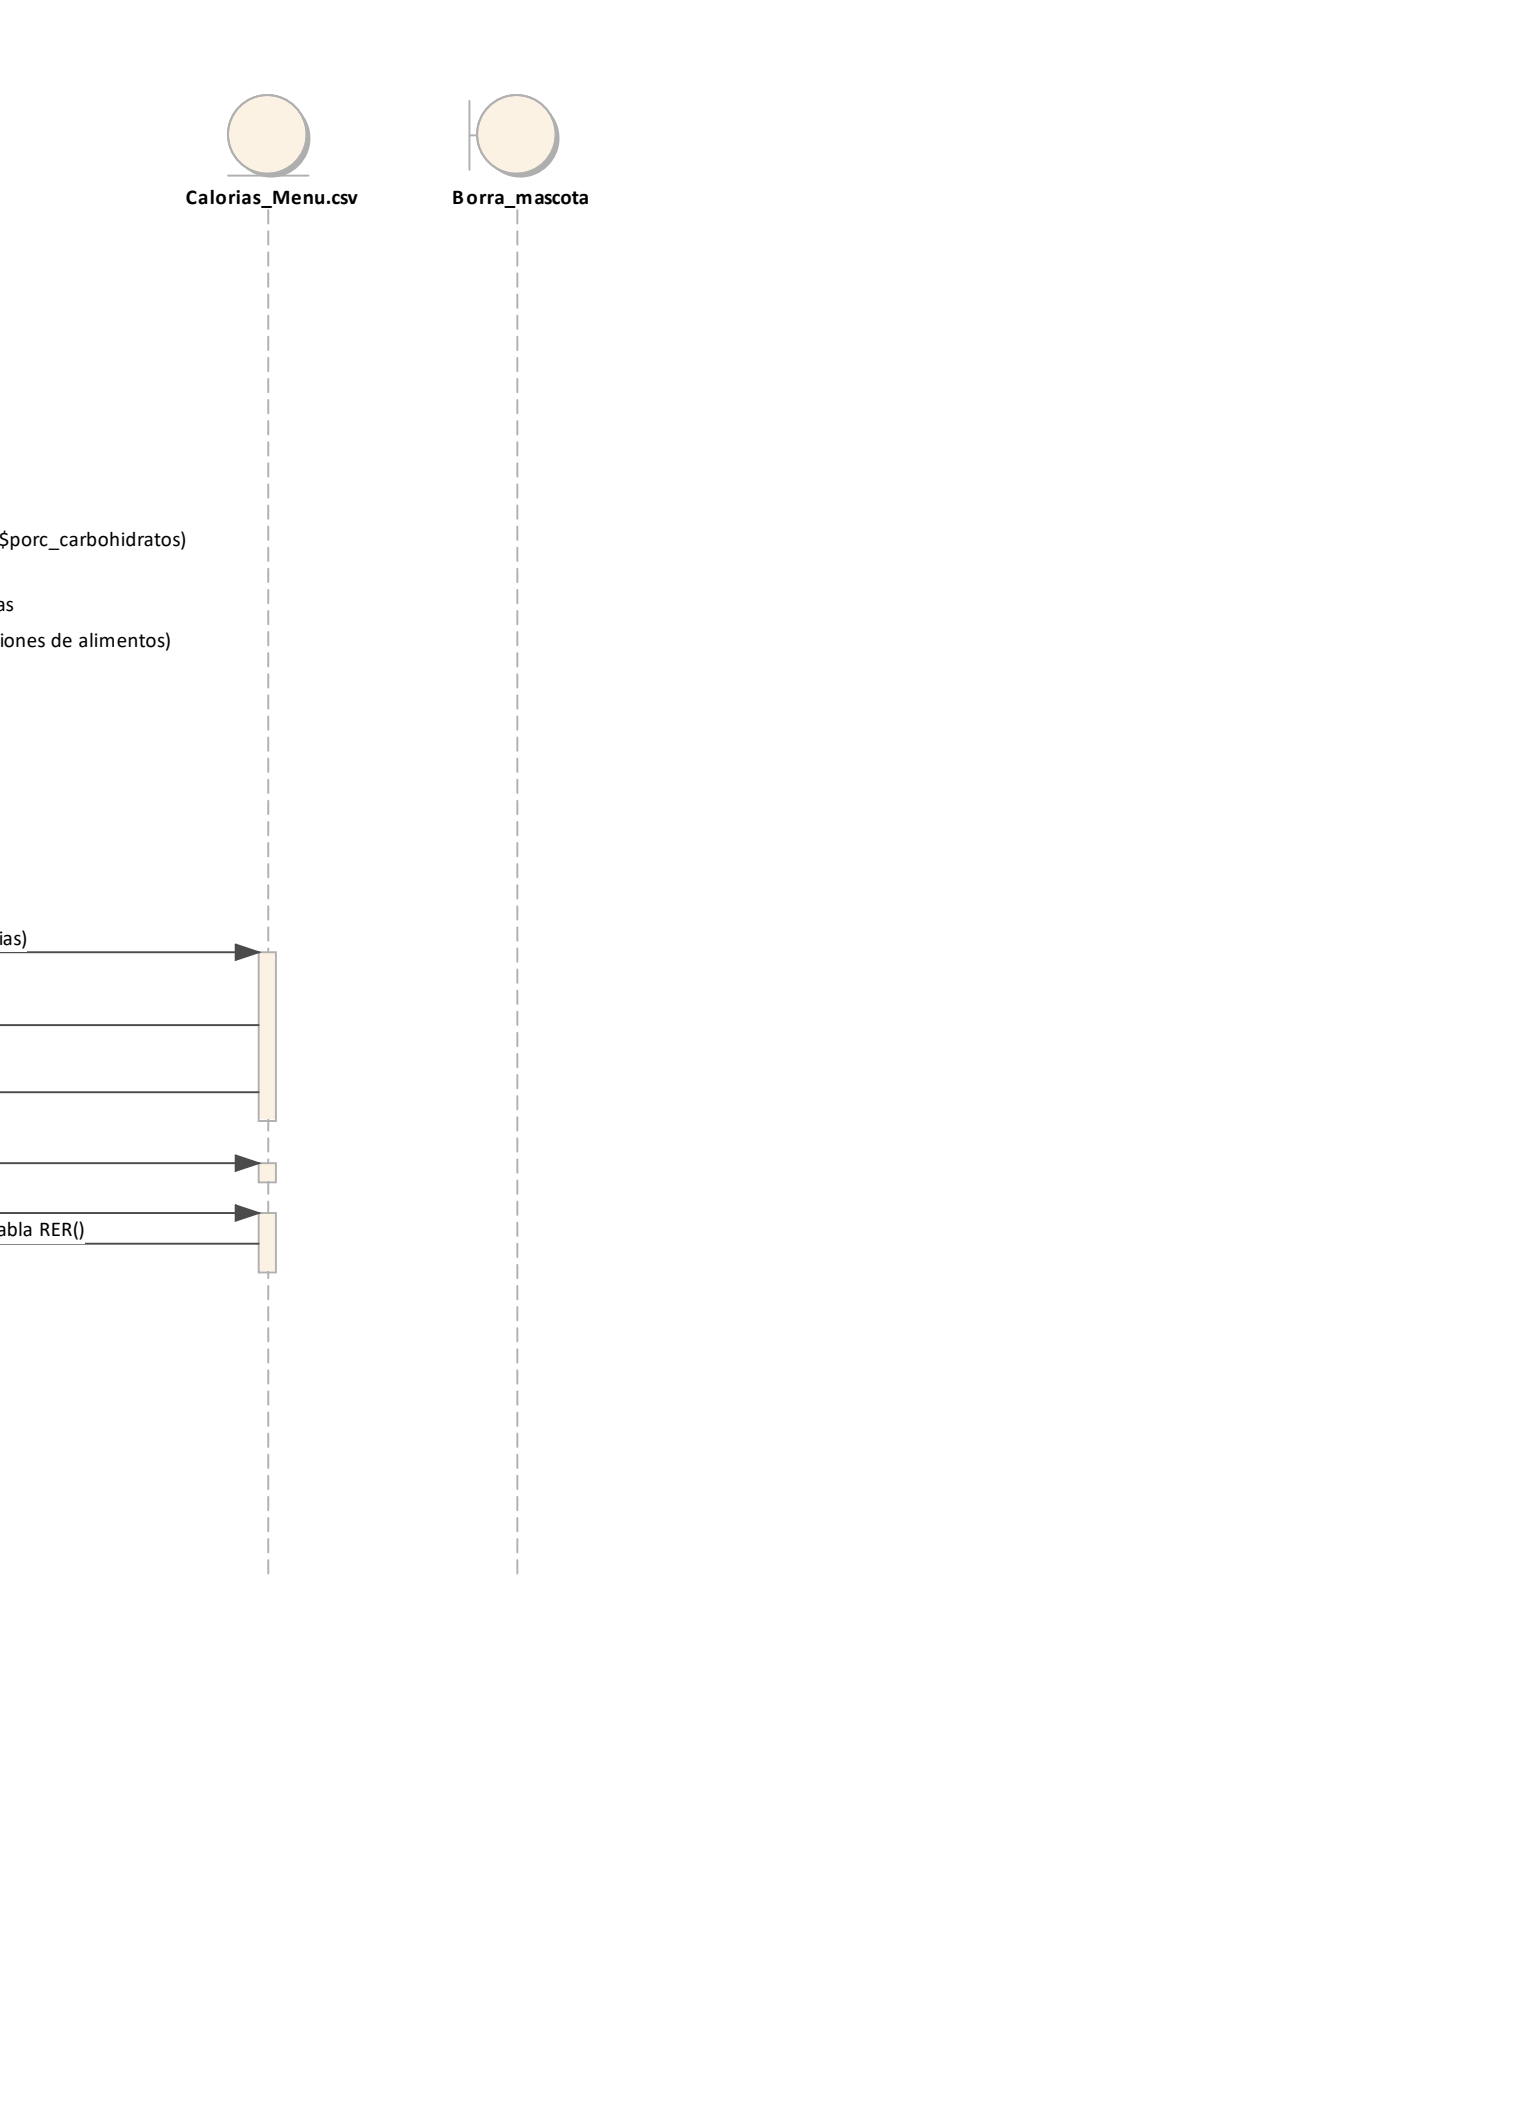 Calorias_Menu.csv
Borra_mascota
$porc_carbohidratos)
as
iones de alimentos)
ias)
abla RER()